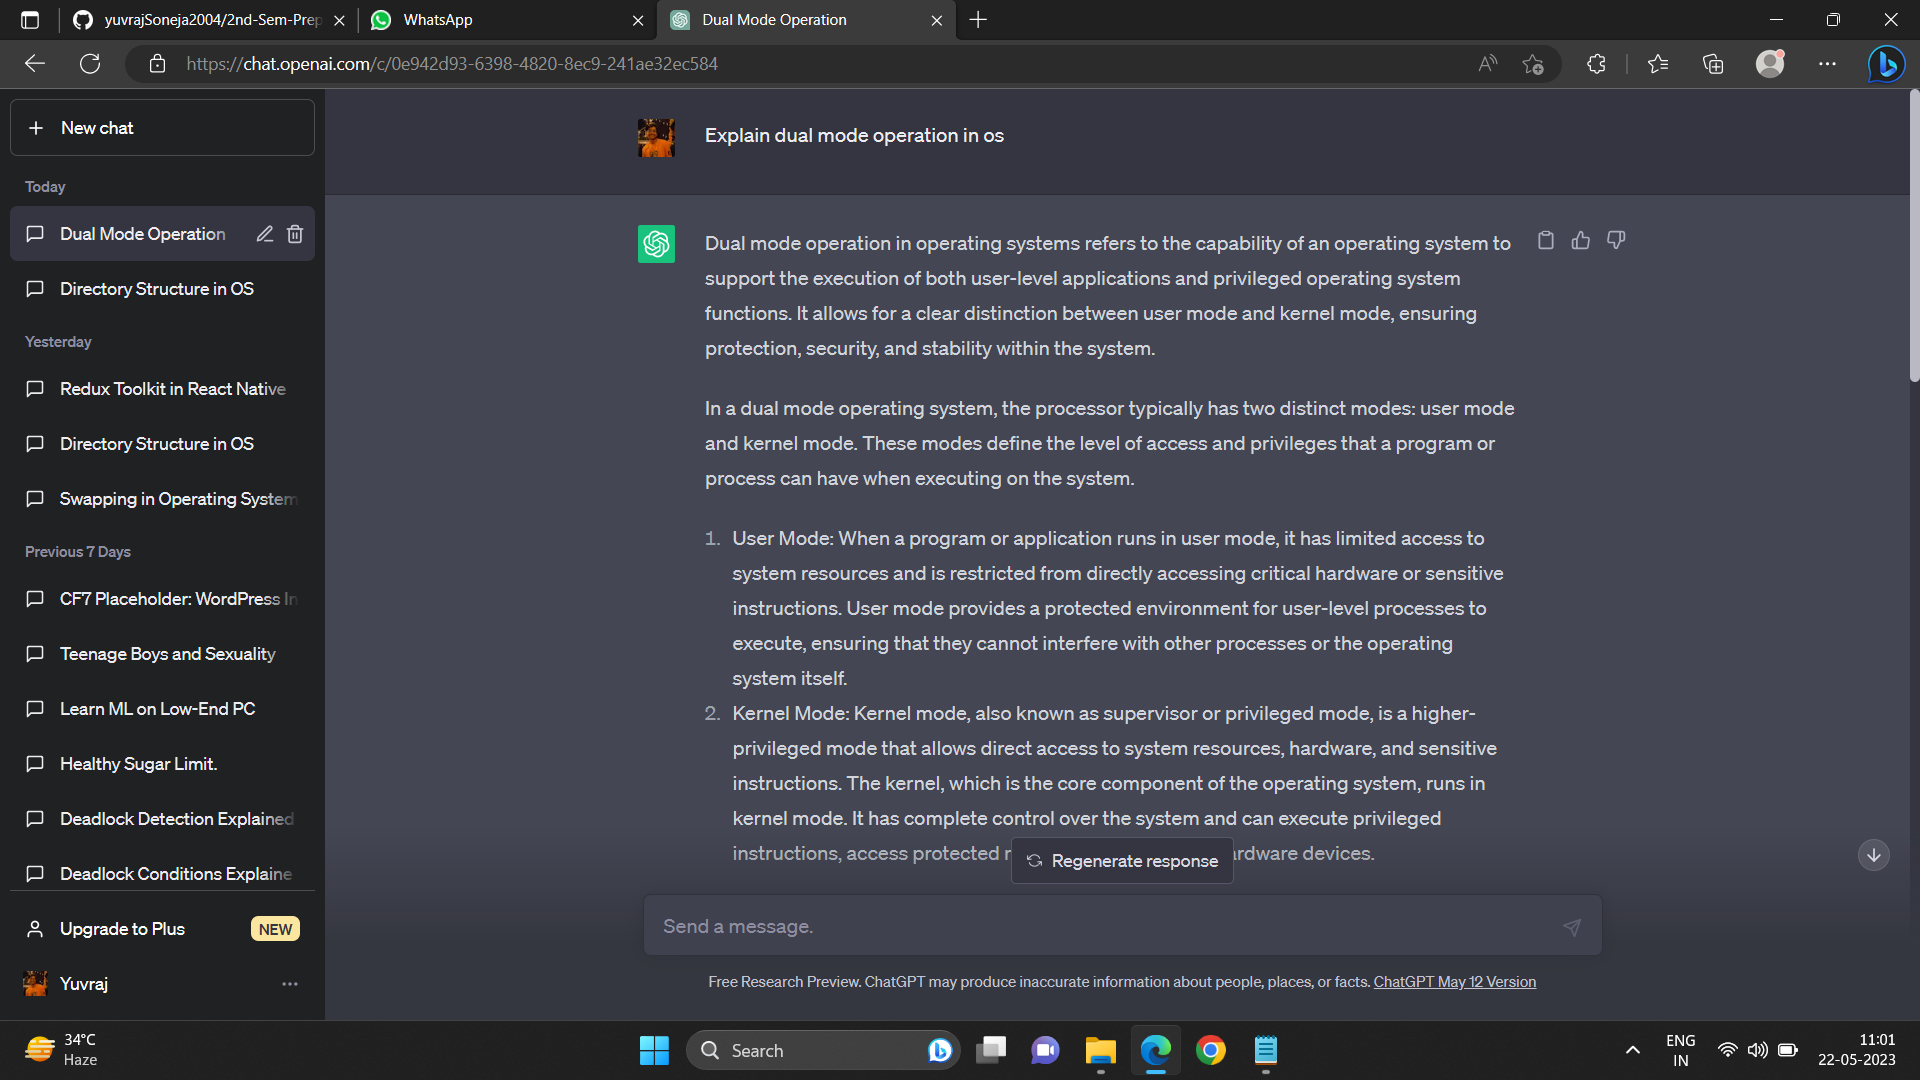 yuvrajSoneja2004/2nd-Sem-Prep
WhatsApp
Dual Mode Operation
https://chat.openai.com/c/0e942d93-6398-4820-8ec9-241ae32ec584
New chat
Today
Dual Mode Operation
Directory Structure in OS
Yesterday
Redux Toolkit in React Native
Directory Structure in OS
Swapping in Operating System
Previous 7 Days
CF7 Placeholder: WordPress In
Teenage Boys and Sexuality
Learn ML on Low-End PC
Healthy Sugar Limit.
Deadlock Detection Explained
Deadlock Conditions Explaine
Upgrade to Plus NEW
Yuvraj
Explain dual mode operation in os
Dual mode operation in operating systems refers to the capability of an operating system to
support the execution of both user-level applications and privileged operating system
functions. It allows for a clear distinction between user mode and kernel mode, ensuring
protection, security, and stability within the system.
In a dual mode operating system, the processor typically has two distinct modes: user mode
and kernel mode. These modes define the level of access and privileges that a program or
process can have when executing on the system.
1. User Mode: When a program or application runs in user mode, it has limited access to
system resources and is restricted from directly accessing critical hardware or sensitive
instructions. User mode provides a protected environment for user-level processes to
execute, ensuring that they cannot interfere with other processes or the operating
system itself.
2. Kernel Mode: Kernel mode, also known as supervisor or privileged mode, is a higher-
privileged mode that allows direct access to system resources, hardware, and sensitive
instructions. The kernel, which is the core component of the operating system, runs in
kernel mode. It has complete control over the system and can execute privileged
instructions, access protected r ardware devices.
Regenerate response
Send a message.
Free Research Preview. ChatGPT may produce inaccurate information about people, places, or facts. ChatGPT May 12 Version
34°C
Haze
Search
ENG
IN
11:01
22-05-2023